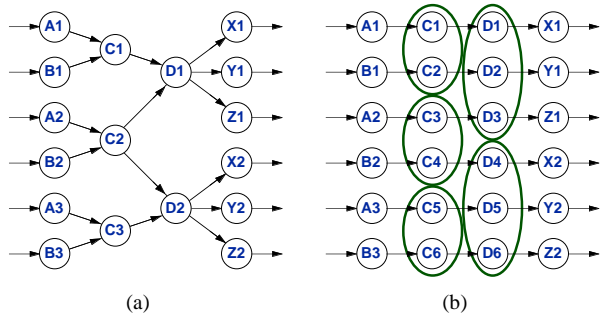 A1 C1 D1 X1
B1 Y1
A2 C2 Z1
B2 X2
A3 C3 D2 Y2
B3 Z2
(a)
A1 C1 D1 X1
B1 C2 D2 Y1
A2 C3 D3 Z1
B2 C4 D4 X2
A3 C5 D5 Y2
B3 C6 D6 Z2
(b)